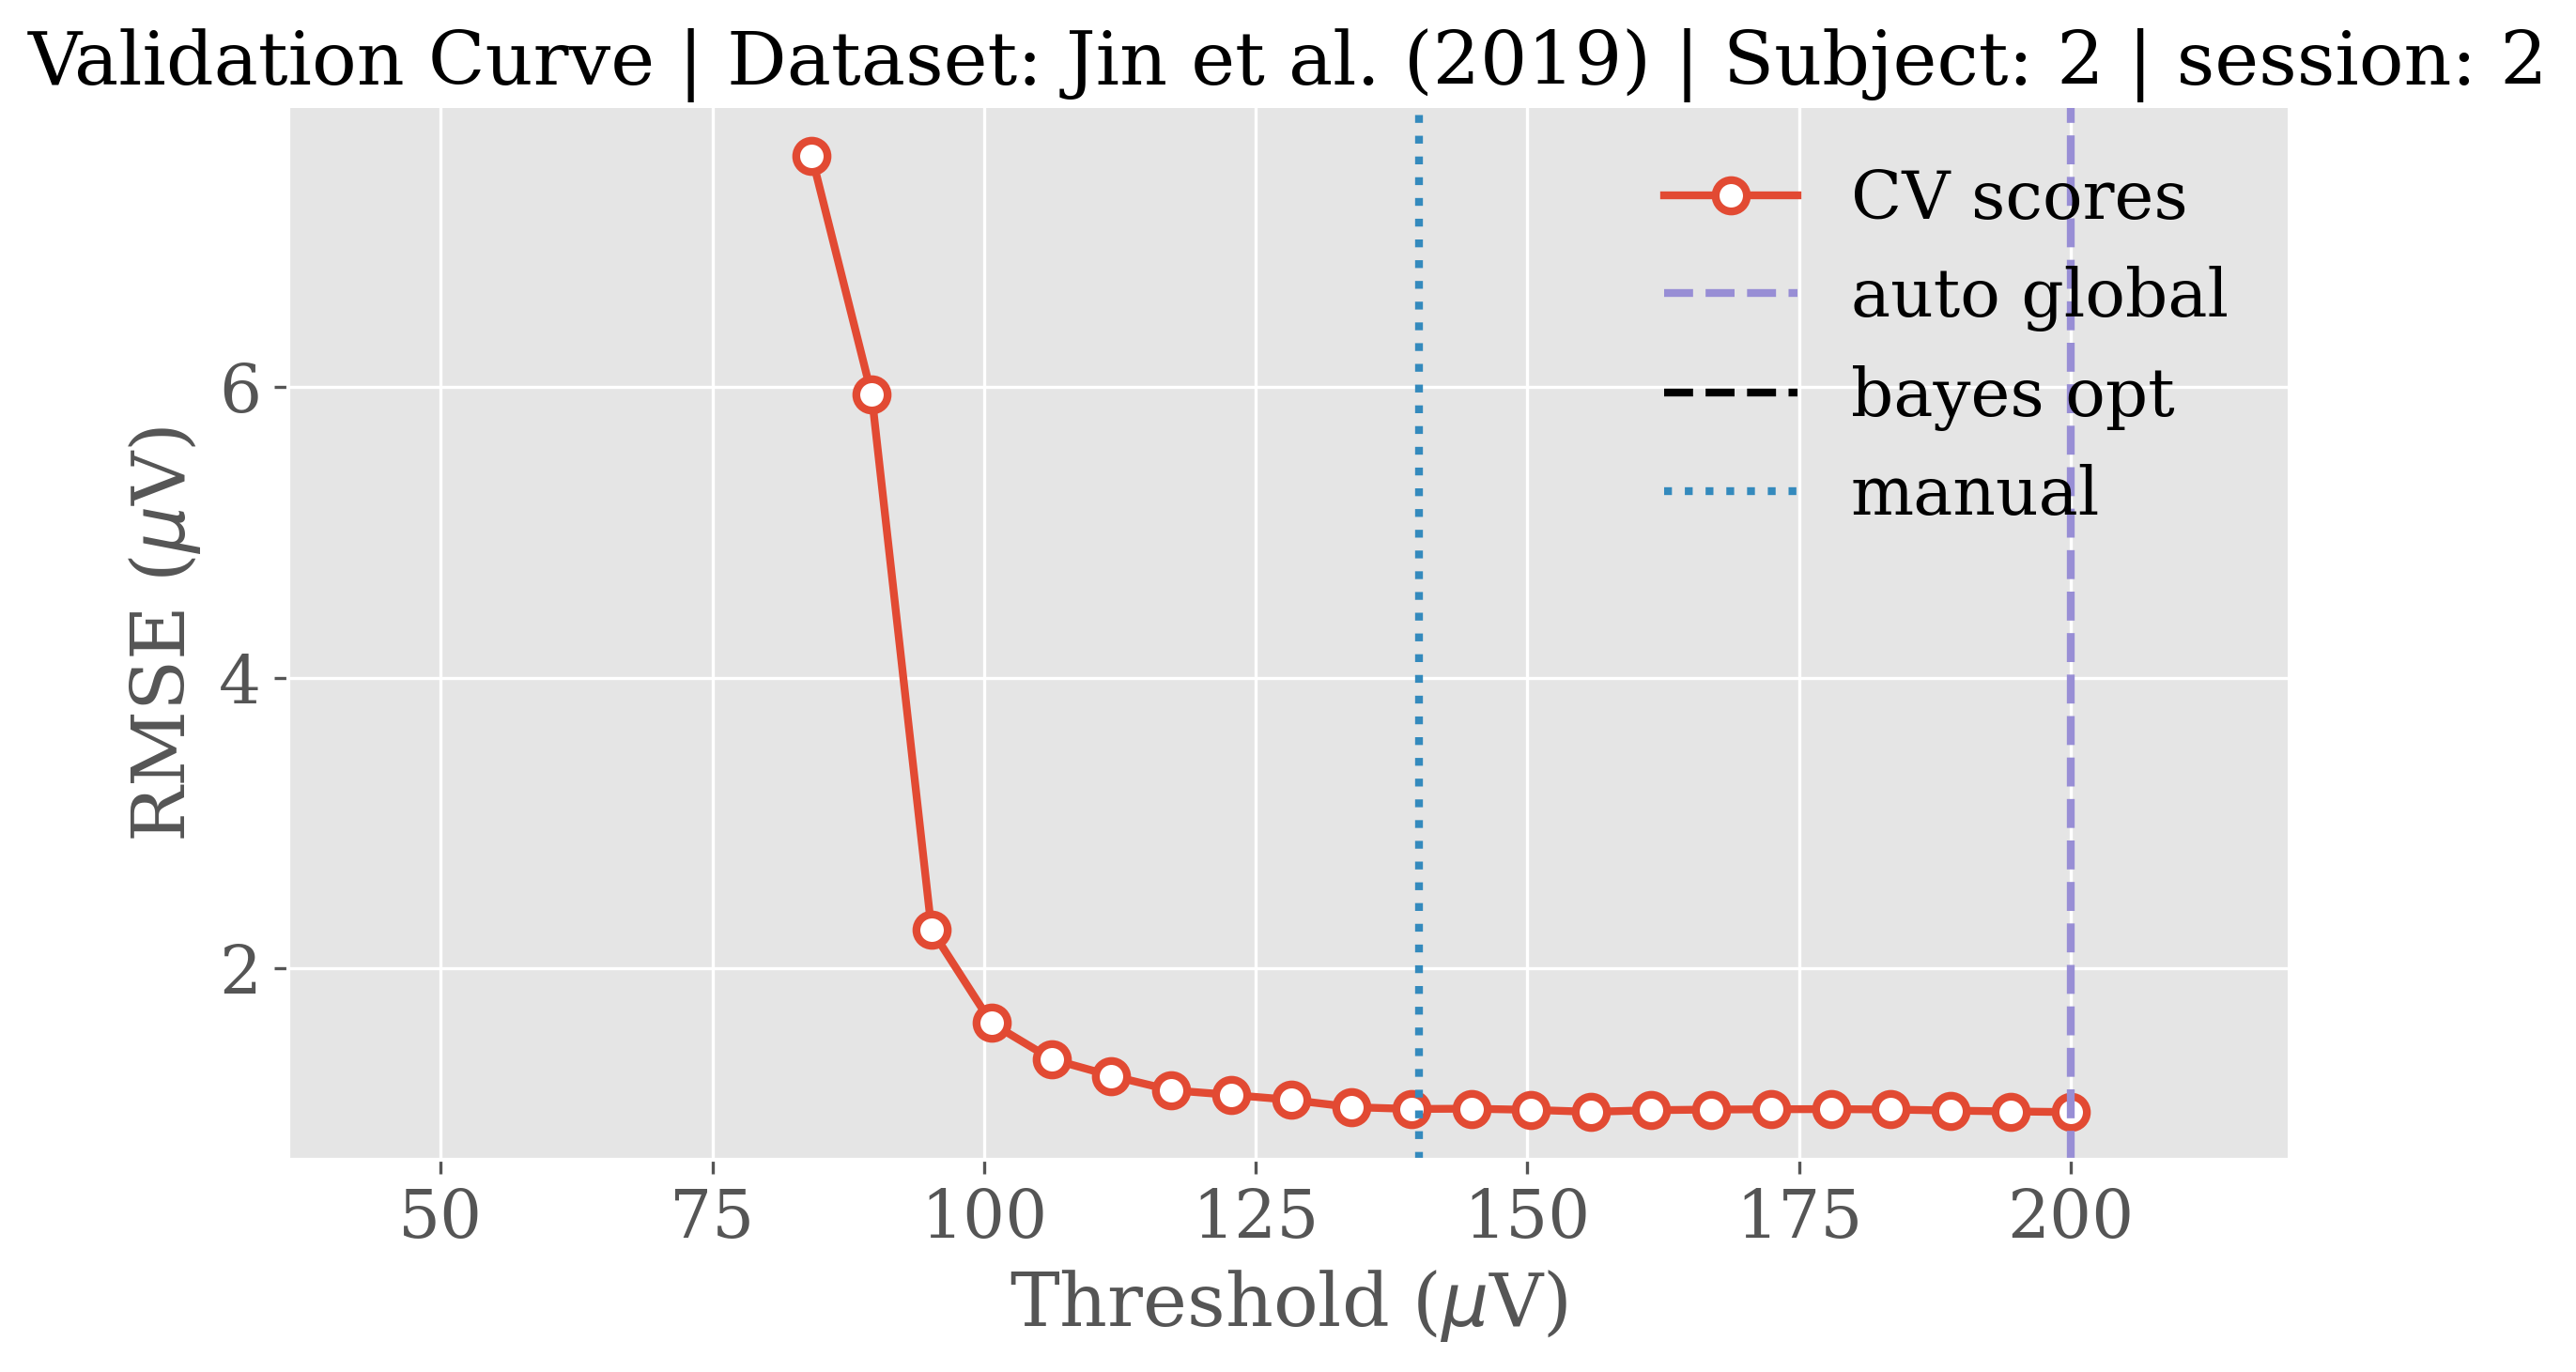 Validation Curve | Dataset: Jin et al. (2019) | Subject: 2 | session: 2
CV scores
auto global
bayes opt
manual
6
4
2
RMSE (μV)
50 75 100 125 150 175 200
Threshold (μV)